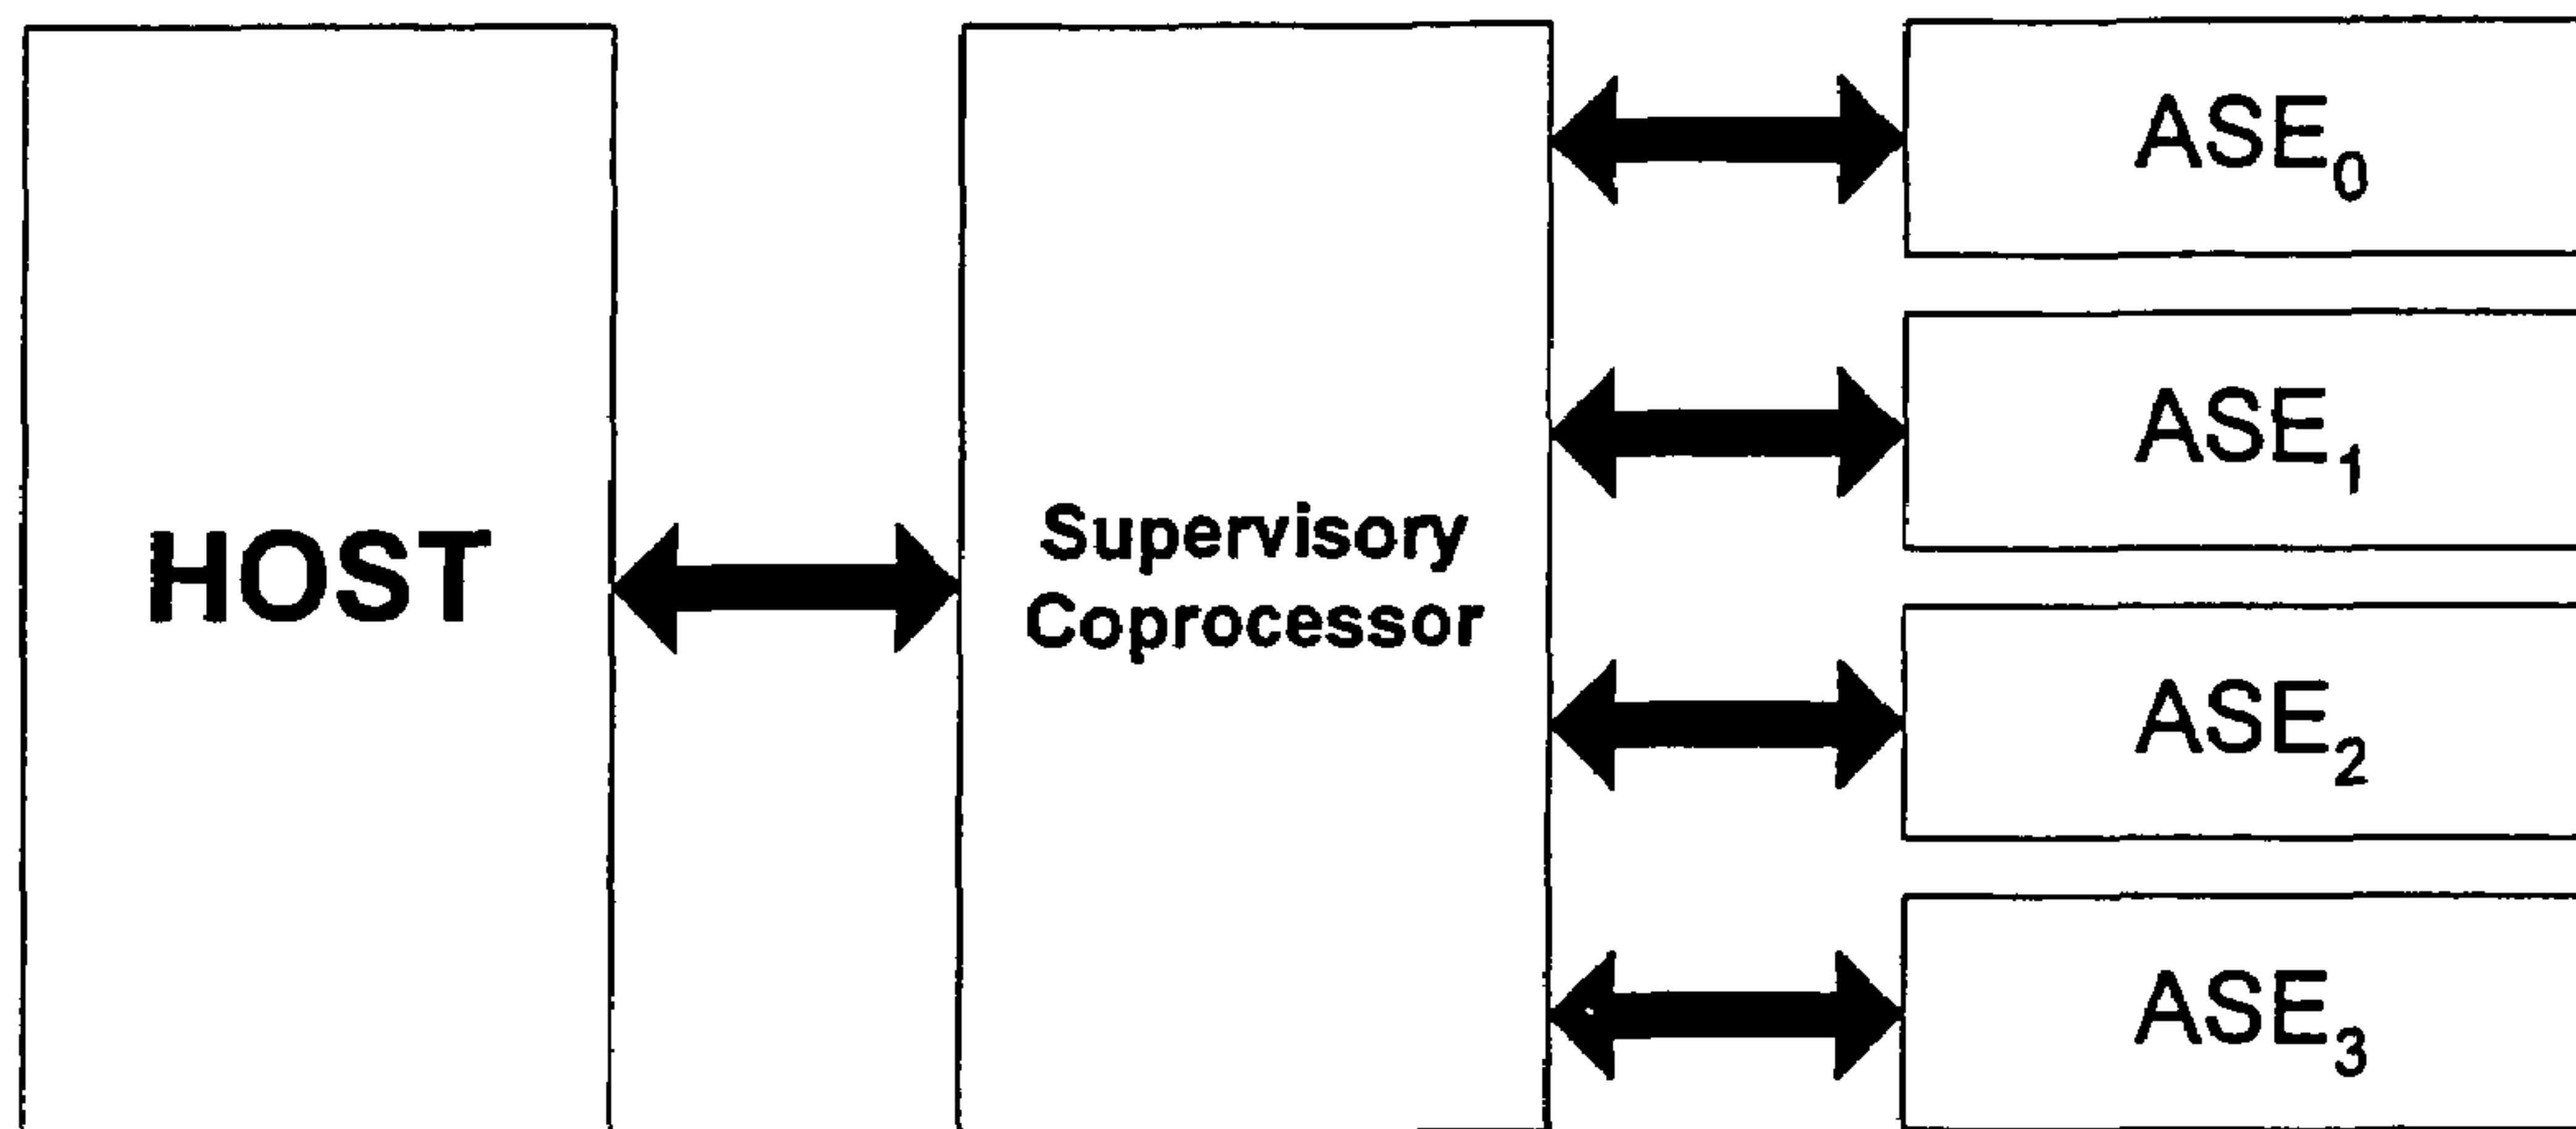 HOST
Supervisory
Coprocessor
ASE₀
ASE₁
ASE₂
ASE₃